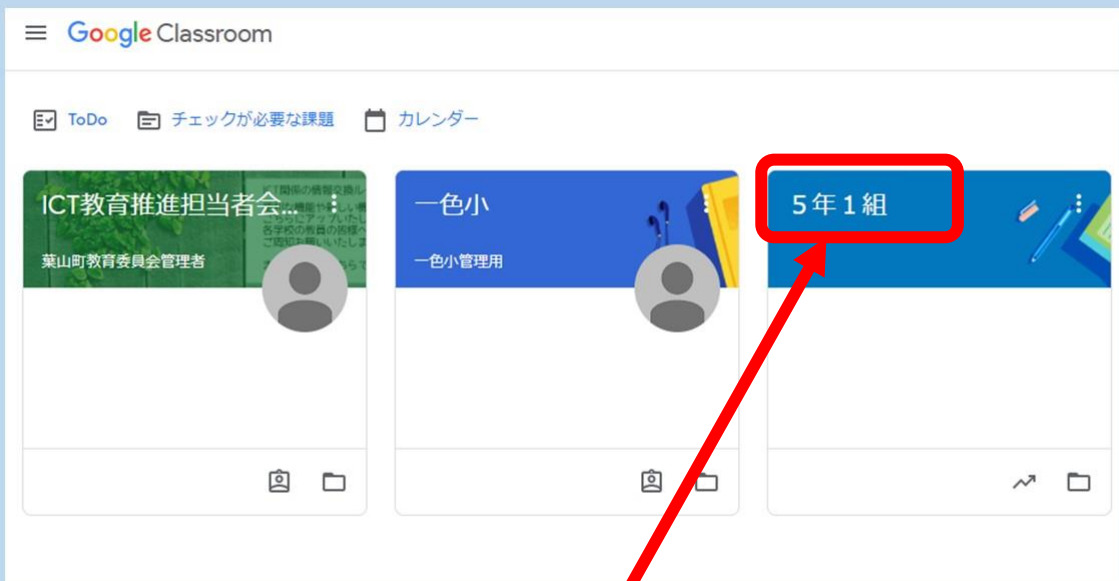 Google Classroom
ToDo チェックが必要な課題 カレンダー
ICT教育推進担当者会...
葉山町教育委員会管理者
一色小
一色小管理用
5年1組